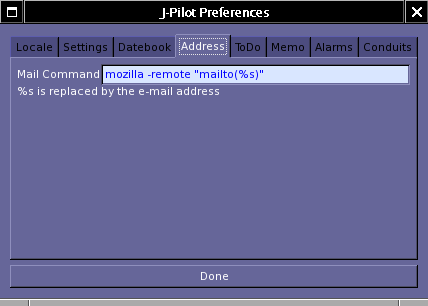 J-Pilot Preferences
Locale Settings Datebook Address ToDo Memo Alarms Conduits
Mail Command mozilla -remote "mailto(%s)"
%s is replaced by the e-mail address
Done